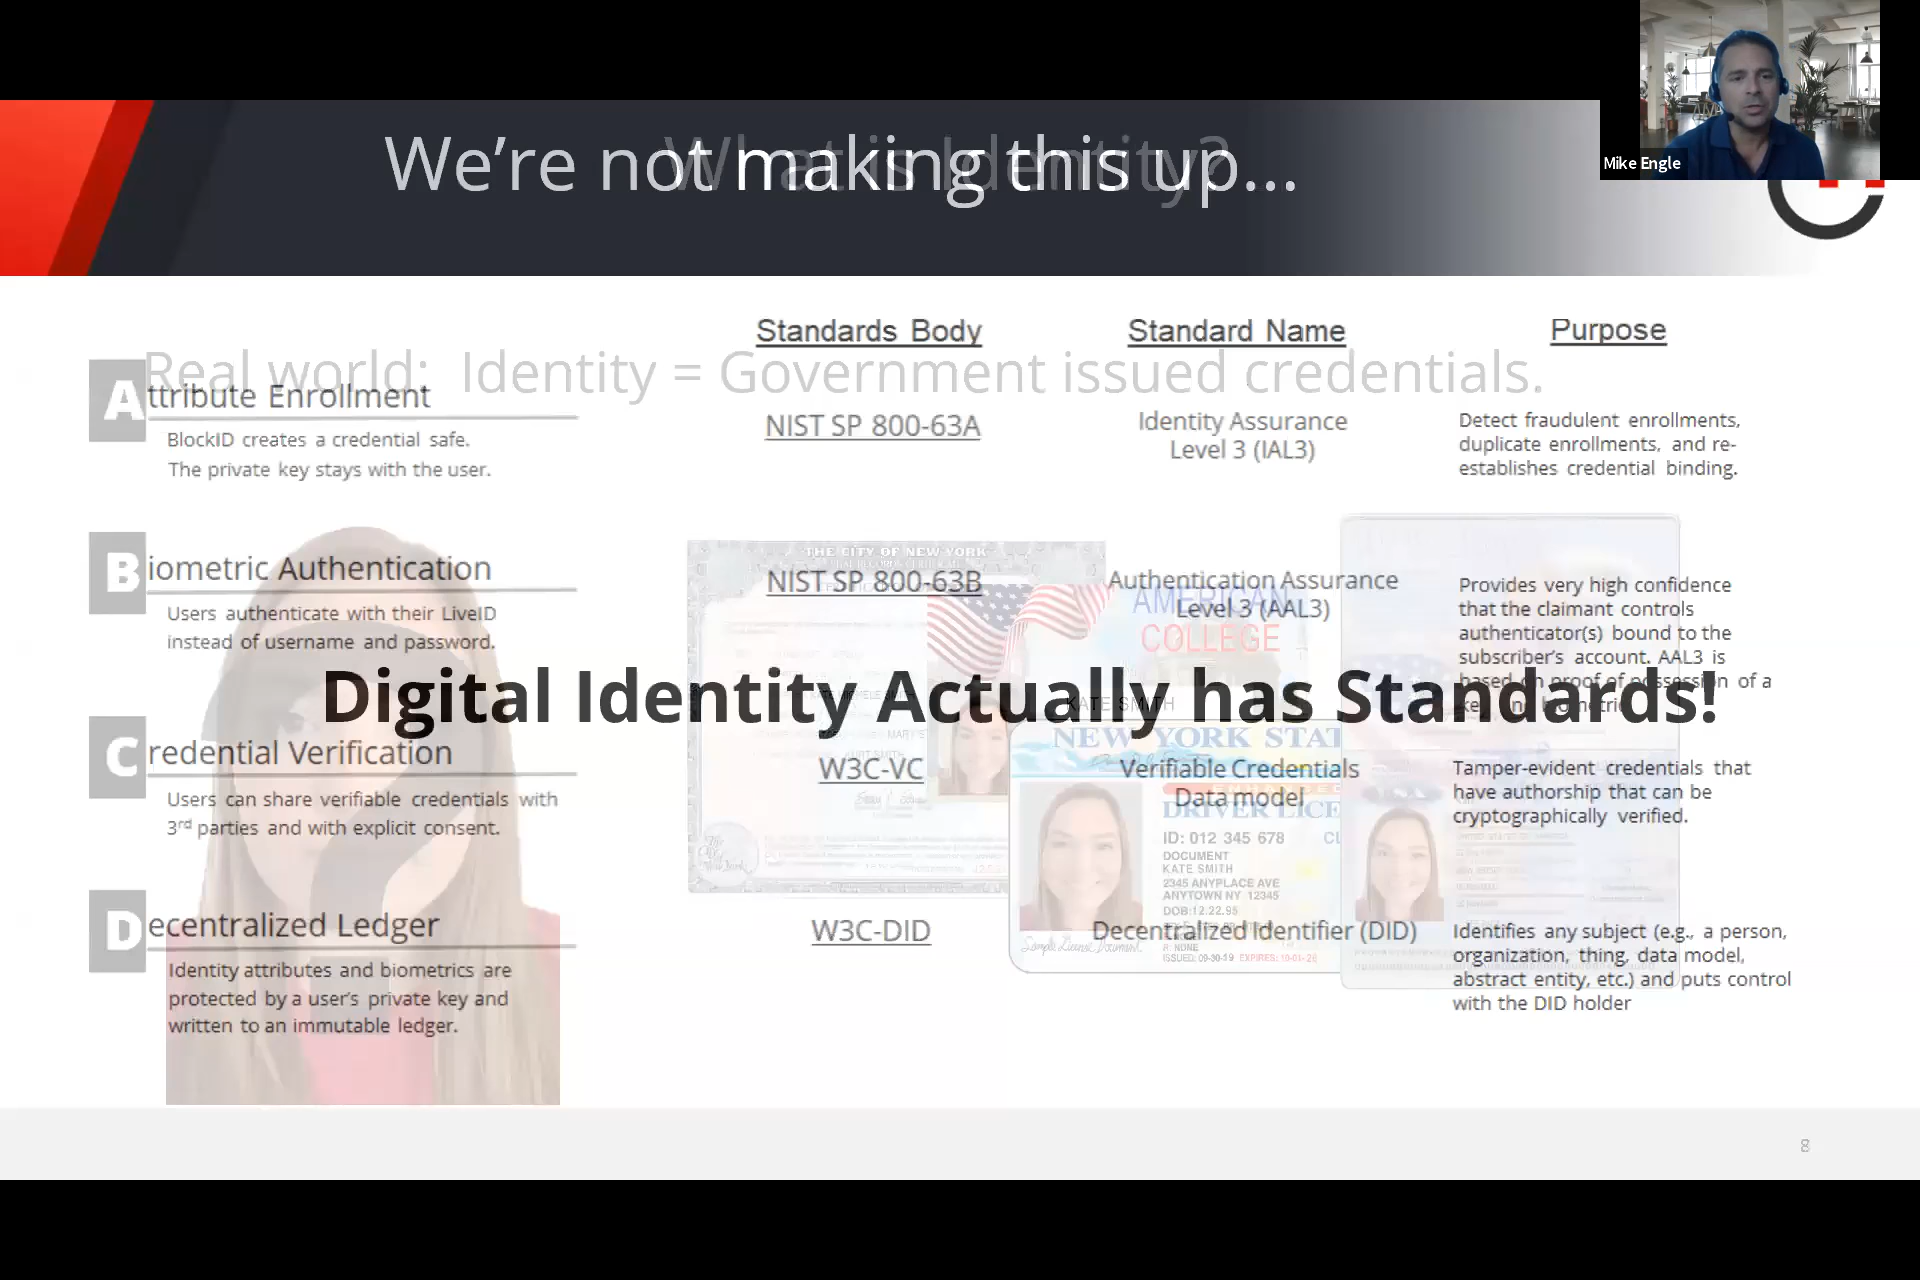 Mike Engle
We’re not making this up...
What is Identity?
Standards Body
Standard Name
Purpose
Real world: Identity = Government issued credentials.
Attribute Enrollment
BlockID creates a credential safe.
The private key stays with the user.
NIST SP 800-63A
Identity Assurance
Level 3 (IAL3)
Detect fraudulent enrollments,
duplicate enrollments, and re-
establishes credential binding.
Biometric Authentication
Users authenticate with their LiveID
instead of username and password.
NIST SP 800-63B
Authentication Assurance
Level 3 (AAL3)
Provides very high confidence
that the claimant controls
authenticator(s) bound to the
subscriber’s account. AAL3 is
based on proof of possession of a
Digital Identity Actually has Standards!
Credential Verification
Users can share verifiable credentials with
3rd parties and with explicit consent.
W3C-VC
Verifiable Credentials
Data model
Tamper-evident credentials that
have authorship that can be
cryptographically verified.
Decentralized Ledger
Identity attributes and biometrics are
protected by a user’s private key and
written to an immutable ledger.
W3C-DID
Decentralized Identifier (DID)
Identifies any subject (e.g., a person,
organization, thing, data model,
abstract entity, etc.) and puts control
with the DID holder
THE CITY OF NEW YORK
AMERICAN
COLLEGE
KATE SMITH
NEW YORK STAT
ENHANCED
DRIVER LICE
ID: 012 345 678
DOCUMENT
KATE SMITH
2345 ANYPLACE AVE
ANYTOWN NY 12345
DOB:12.22.95
R: NONE
ISSUED: 09-30-19 EXPIRES: 10-01-26
Sample License Document
8